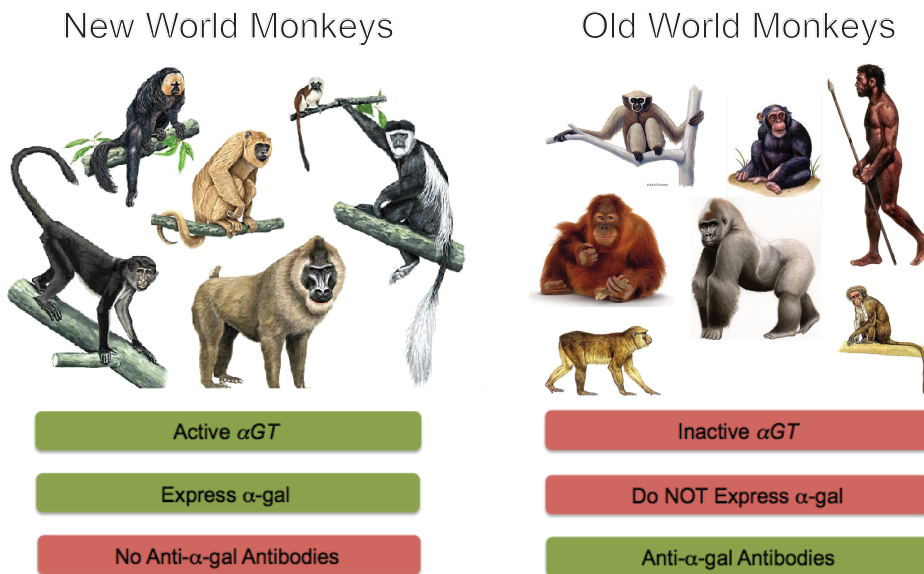 New World Monkeys
Old World Monkeys
Active αGT
Express α-gal
No Anti-α-gal Antibodies
Inactive αGT
Do NOT Express α-gal
Anti-α-gal Antibodies